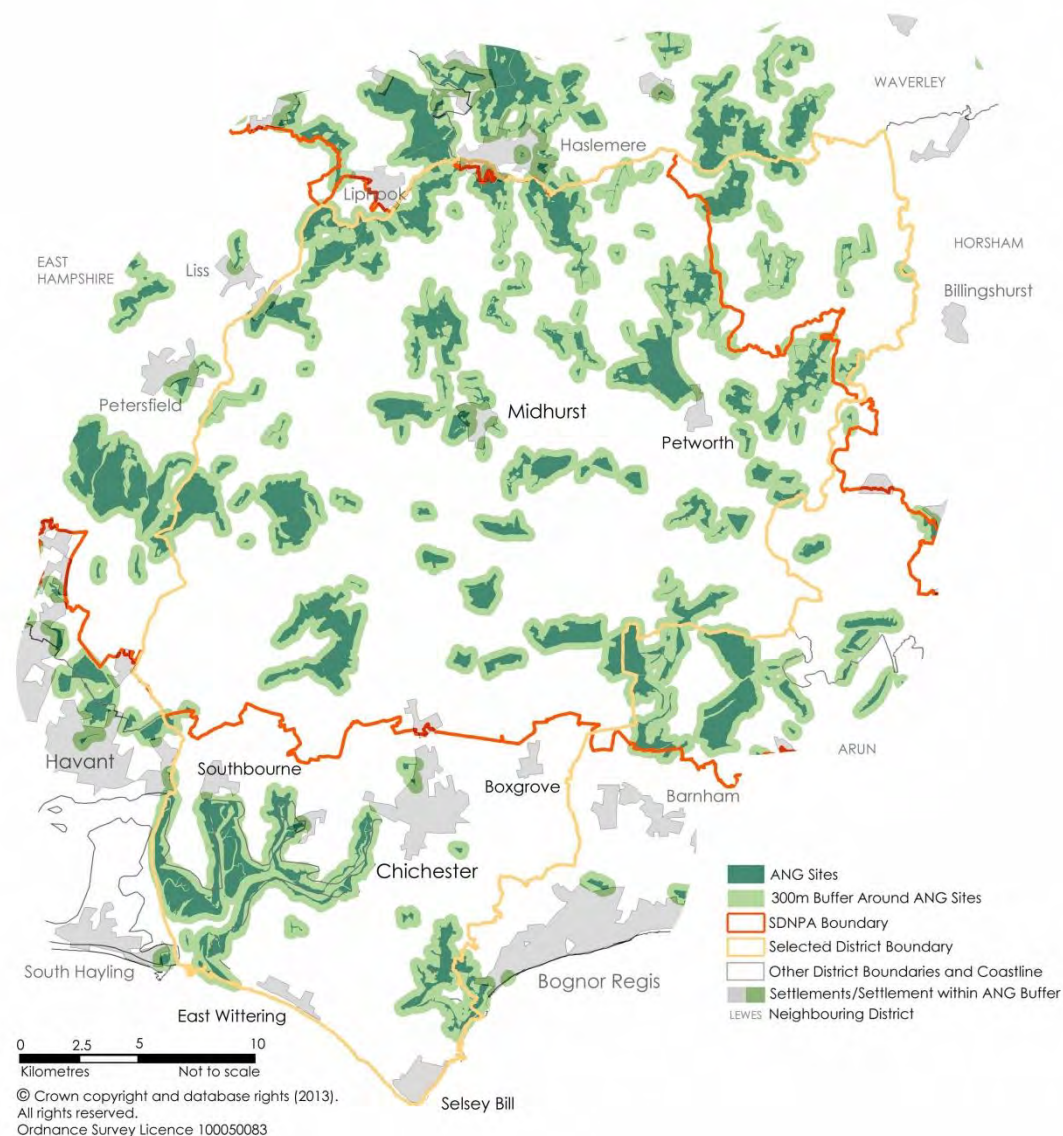 WAVERLEY
Haslemere
Liphook
EAST
HAMPSHIRE
Liss
HORSHAM
Billingshurst
Petersfield
Midhurst
Petworth
ARUN
Havant
Southbourne
Boxgrove
Barnham
Chichester
South Hayling
East Wittering
Bognor Regis
Selsey Bill
ANG Sites
300m Buffer Around ANG Sites
SDNPA Boundary
Selected District Boundary
Other District Boundaries and Coastline
Settlements/Settlement within ANG Buffer
LEWES Neighbouring District
0 2.5 5 10
Kilometres Not to scale
© Crown copyright and database rights (2013).
All rights reserved.
Ordnance Survey Licence 100050083